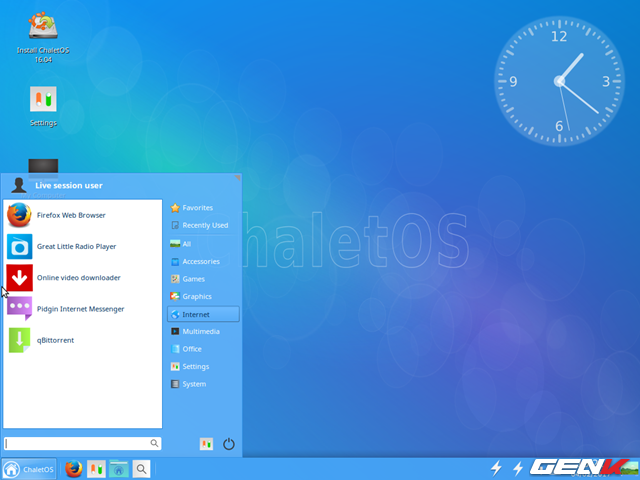 Install ChaletOS
16.04
Settings
12
3
6
9
ChaletOS
Live session user
Firefox Web Browser
Great Little Radio Player
Online video downloader
Pidgin Internet Messenger
qBittorrent
Favorites
Recently Used
All
Accessories
Games
Graphics
Internet
Multimedia
Office
Settings
System
ChaletOS
GENK